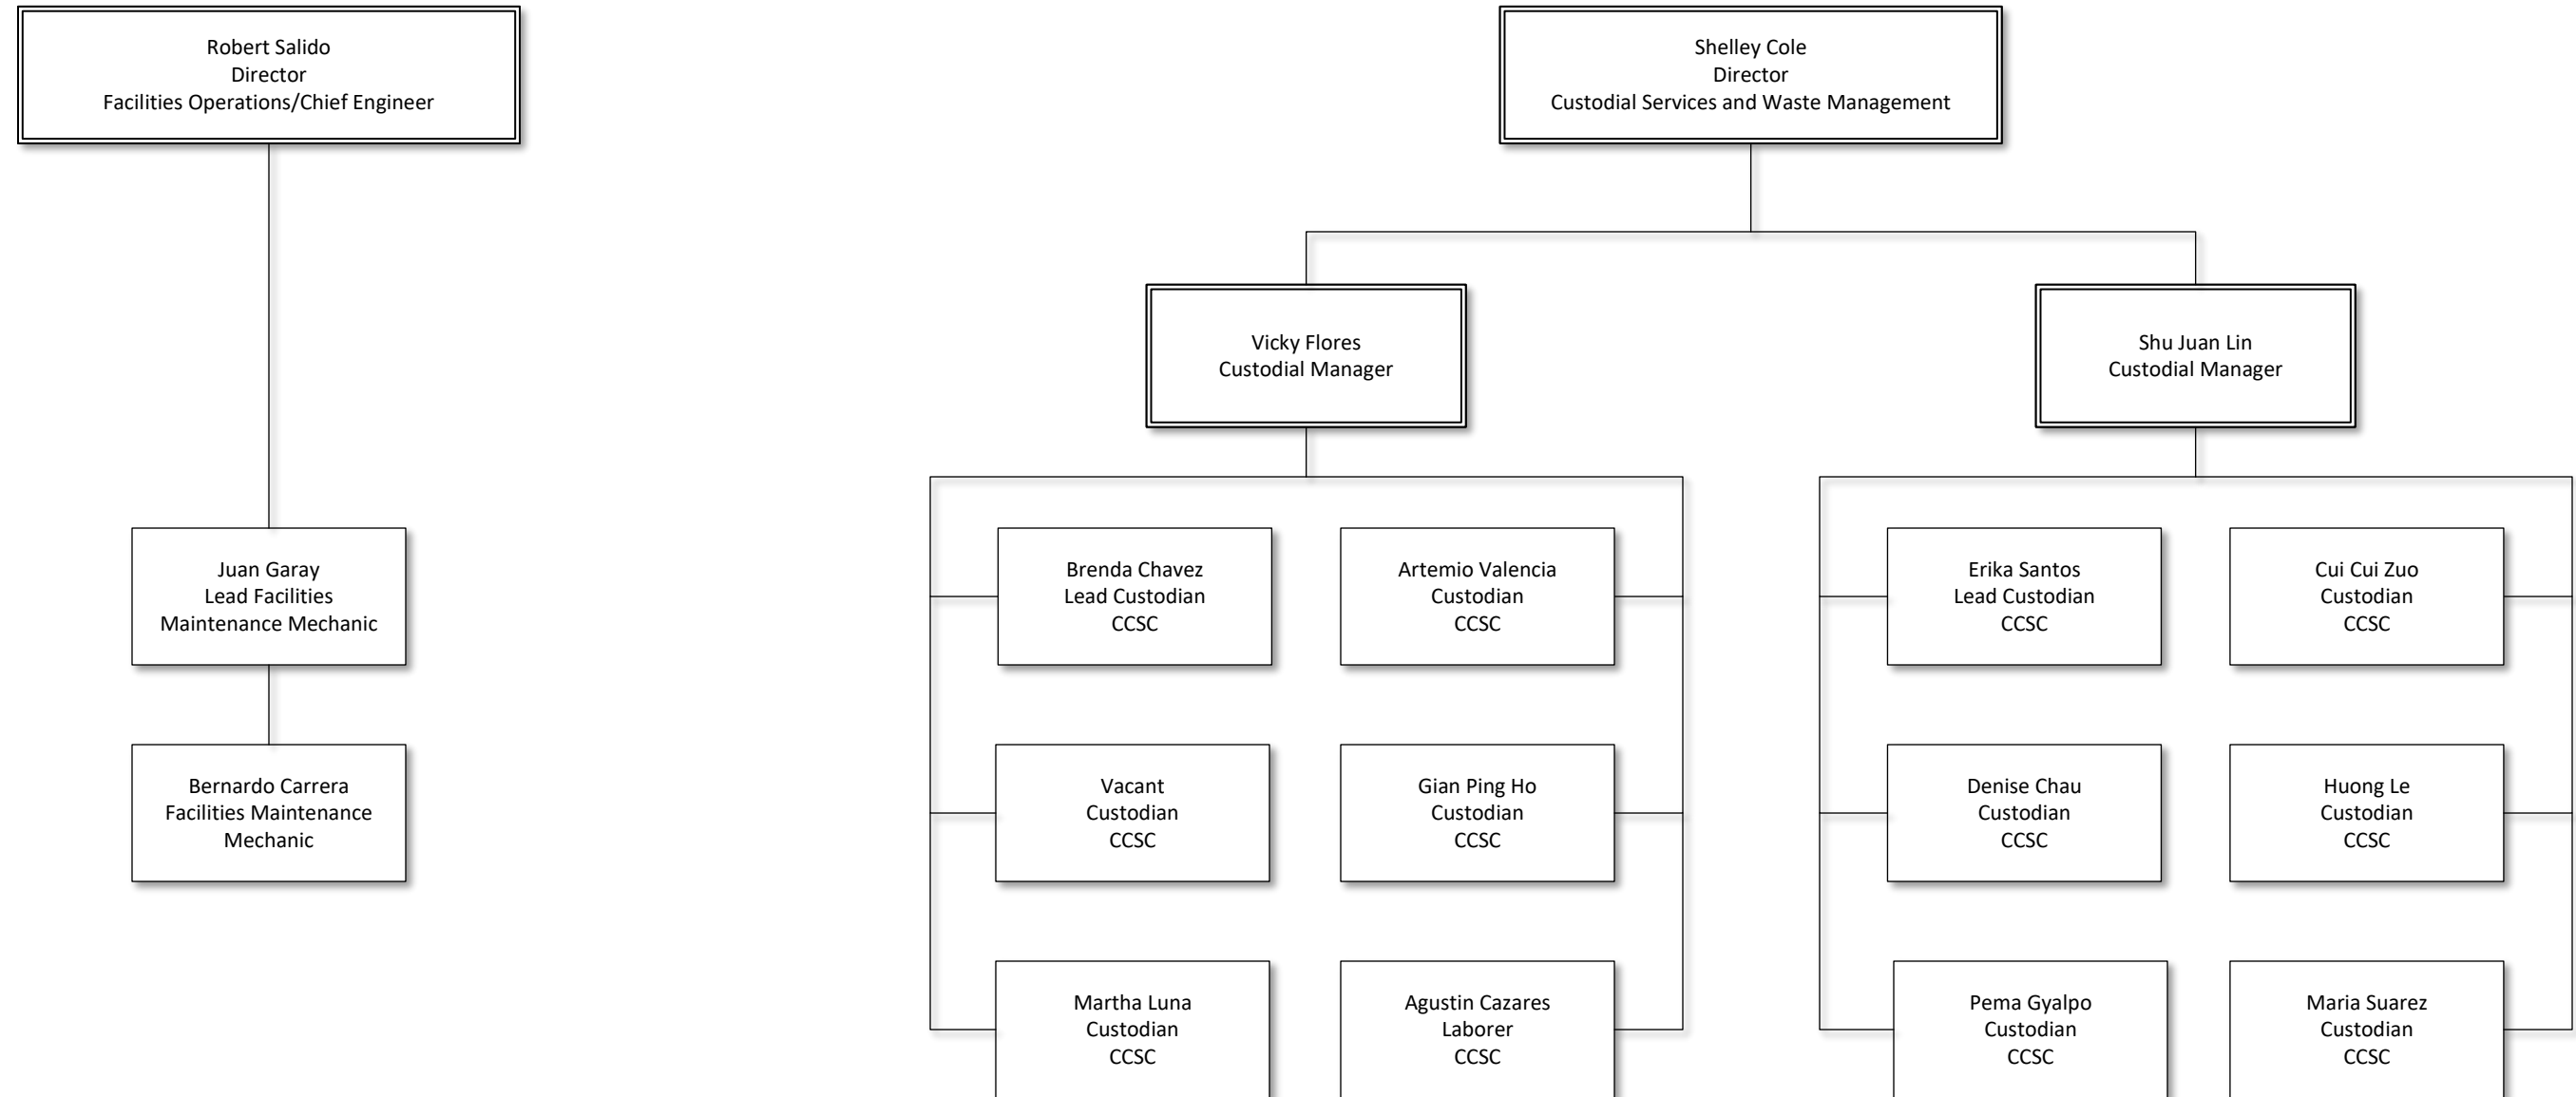 Robert Salido
Director
Facilities Operations/Chief Engineer
Shelley Cole
Director
Custodial Services and Waste Management
Vicky Flores
Custodial Manager
Shu Juan Lin
Custodial Manager
Juan Garay
Lead Facilities
Maintenance Mechanic
Brenda Chavez
Lead Custodian
CCSC
Artemio Valencia
Custodian
CCSC
Erika Santos
Lead Custodian
CCSC
Cui Cui Zuo
Custodian
CCSC
Bernardo Carrera
Facilities Maintenance
Mechanic
Vacant
Custodian
CCSC
Gian Ping Ho
Custodian
CCSC
Denise Chau
Custodian
CCSC
Huong Le
Custodian
CCSC
Martha Luna
Custodian
CCSC
Agustin Cazares
Laborer
CCSC
Pema Gyalpo
Custodian
CCSC
Maria Suarez
Custodian
CCSC